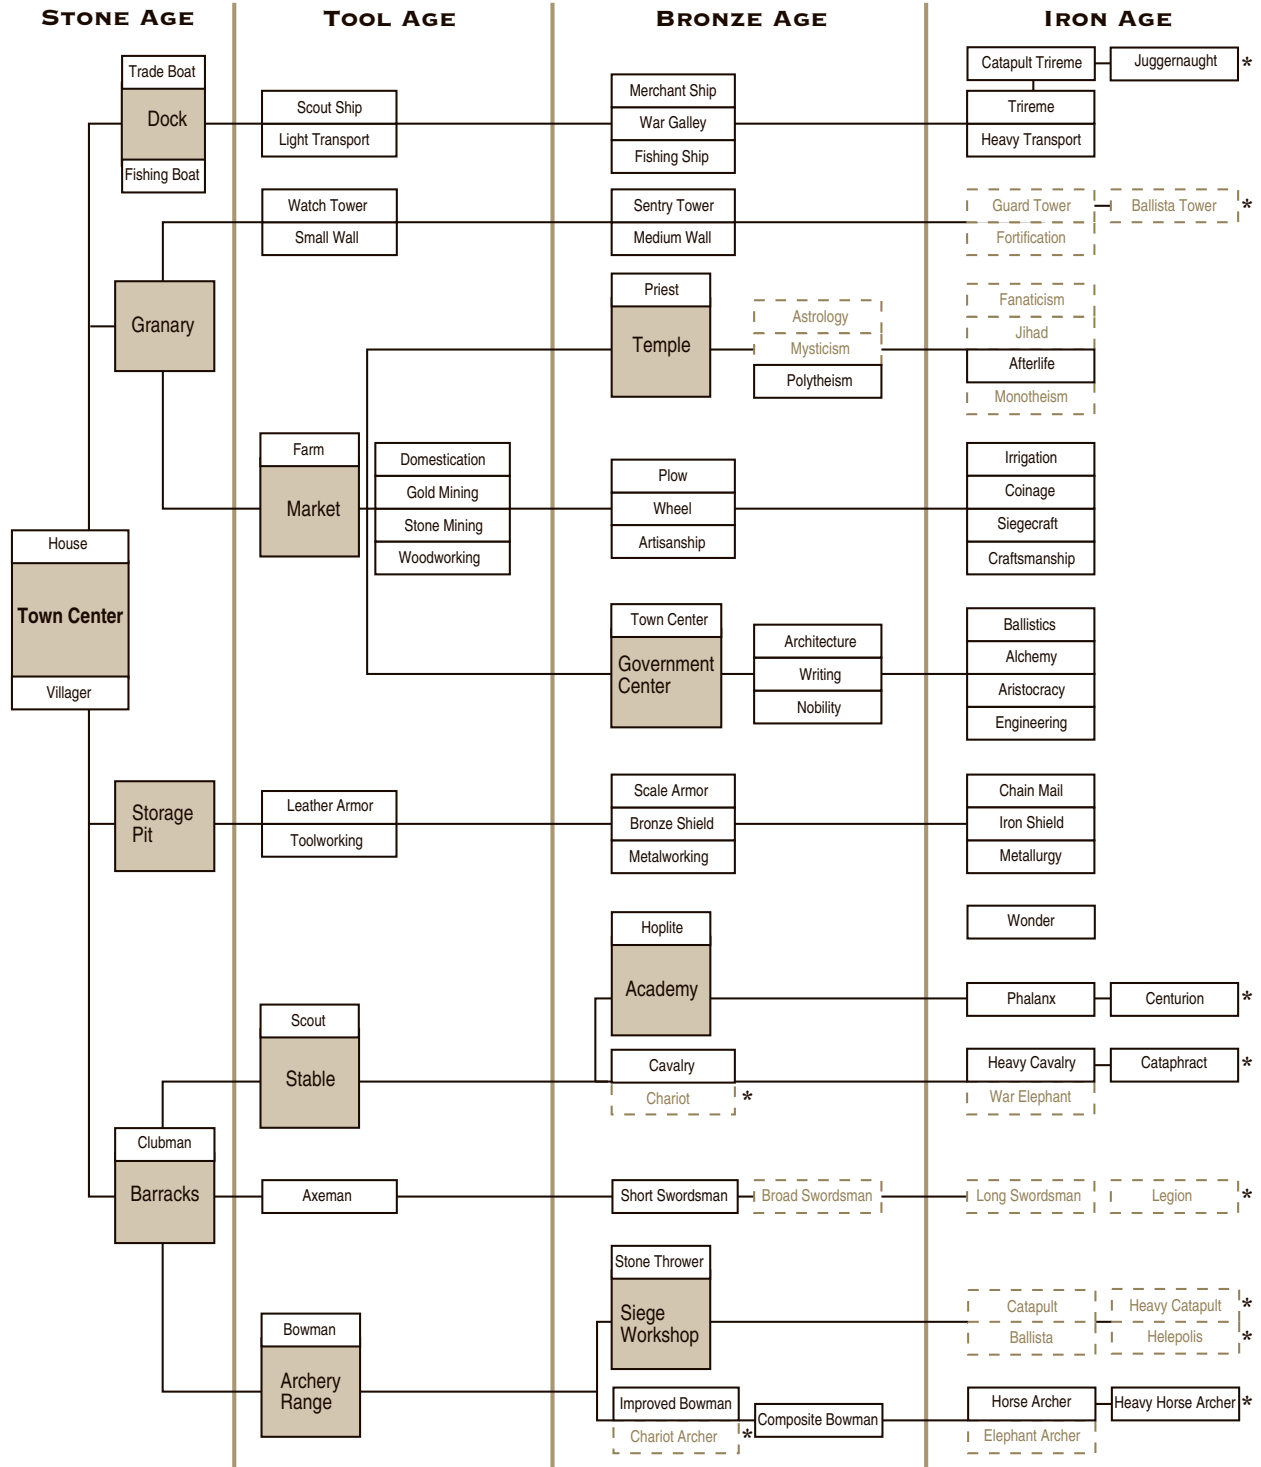 STONE AGE
TOOL AGE
BRONZE AGE
IRON AGE
Trade Boat
Dock
Fishing Boat
Scout Ship
Light Transport
Merchant Ship
War Galley
Fishing Ship
Catapult Trireme
Juggernaught *
Trireme
Heavy Transport
Granary
Watch Tower
Small Wall
Sentry Tower
Medium Wall
Guard Tower
Ballista Tower *
Fortification
Priest
Temple
Astrology
Mysticism
Polytheism
Fanaticism
Jihad
Afterlife
Monotheism
Farm
Market
Domestication
Gold Mining
Stone Mining
Woodworking
Plow
Wheel
Artisanship
Irrigation
Coinage
Siegecraft
Craftsmanship
House
Town Center
Villager
Town Center
Government
Center
Architecture
Writing
Nobility
Ballistics
Alchemy
Aristocracy
Engineering
Storage
Pit
Leather Armor
Toolworking
Scale Armor
Bronze Shield
Metalworking
Chain Mail
Iron Shield
Metallurgy
Wonder
Hoplite
Academy
Phalanx
Centurion *
Scout
Stable
Cavalry
Chariot *
Heavy Cavalry
Cataphract *
War Elephant
Clubman
Barracks
Axeman
Short Swordsman
Broad Swordsman
Long Swordsman
Legion *
Stone Thrower
Siege
Workshop
Catapult
Heavy Catapult *
Ballista
Helepolis *
Bowman
Archery
Range
Improved Bowman
Chariot Archer *
Composite Bowman
Horse Archer
Heavy Horse Archer *
Elephant Archer